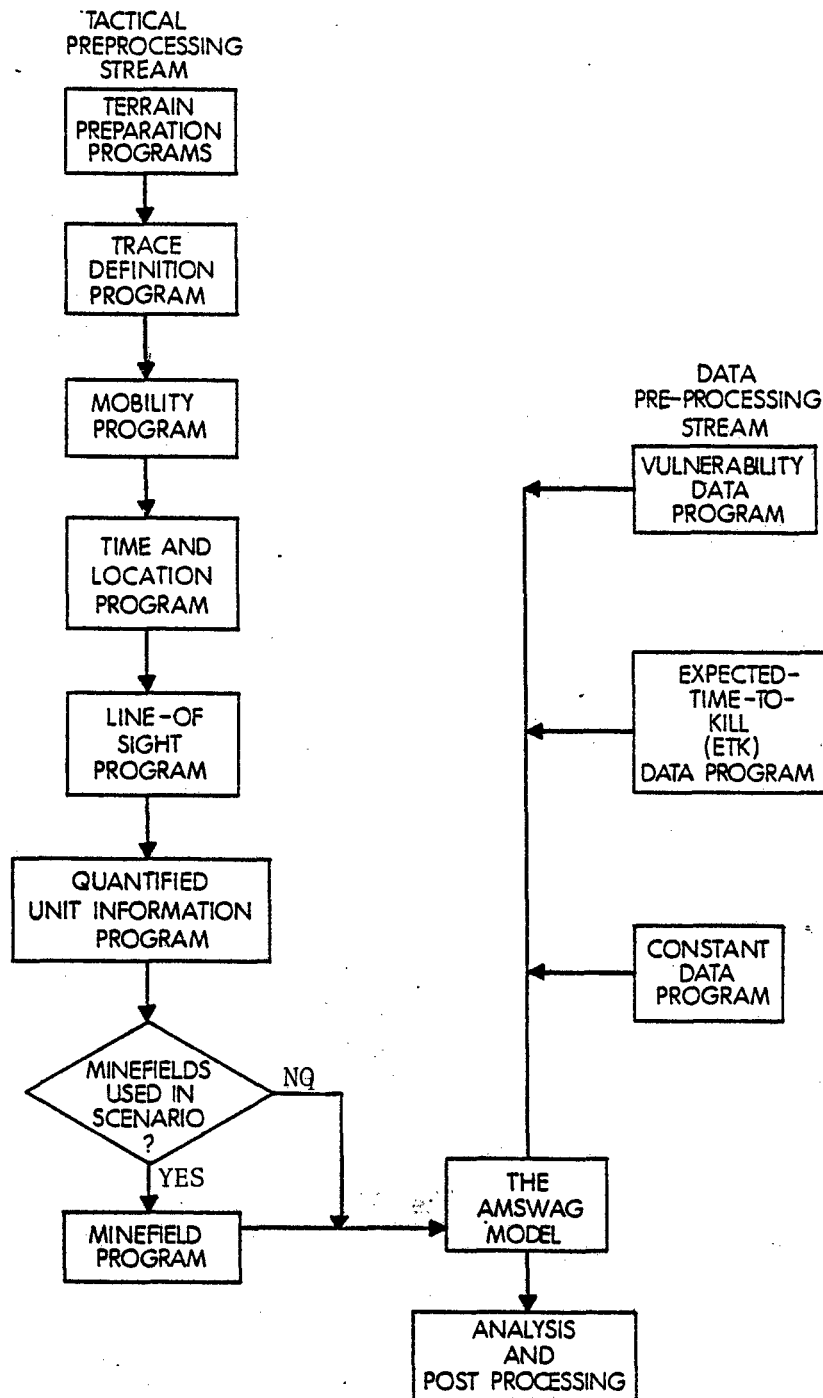 TACTICAL
PREPROCESSING
STREAM
TERRAIN
PREPARATION
PROGRAMS
TRACE
DEFINITION
PROGRAM
MOBILITY
PROGRAM
TIME AND
LOCATION
PROGRAM
LINE-OF
SIGHT
PROGRAM
QUANTIFIED
UNIT INFORMATION
PROGRAM
MINEFIELDS
USED IN
SCENARIO
?
NO
YES
MINEFIELD
PROGRAM
DATA
PRE-PROCESSING
STREAM
VULNERABILITY
DATA
PROGRAM
EXPECTED-
TIME-TO-
KILL
(ETK)
DATA PROGRAM
CONSTANT
DATA
PROGRAM
THE
AMSWAG
MODEL
ANALYSIS
AND
POST PROCESSING